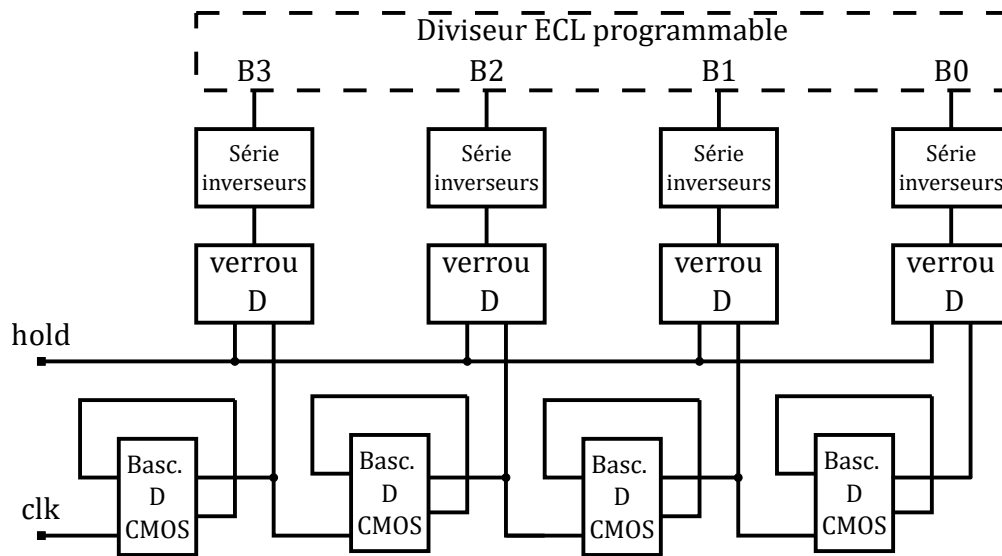 Diviseur ECL programmable
B3 B2 B1 B0
Série Série Série Série
inverseurs inverseurs inverseurs inverseurs
verrou verrou verrou verrou
D D D D
hold
Basc. Basc. Basc. Basc.
D D D D
CMOS CMOS CMOS CMOS
clk